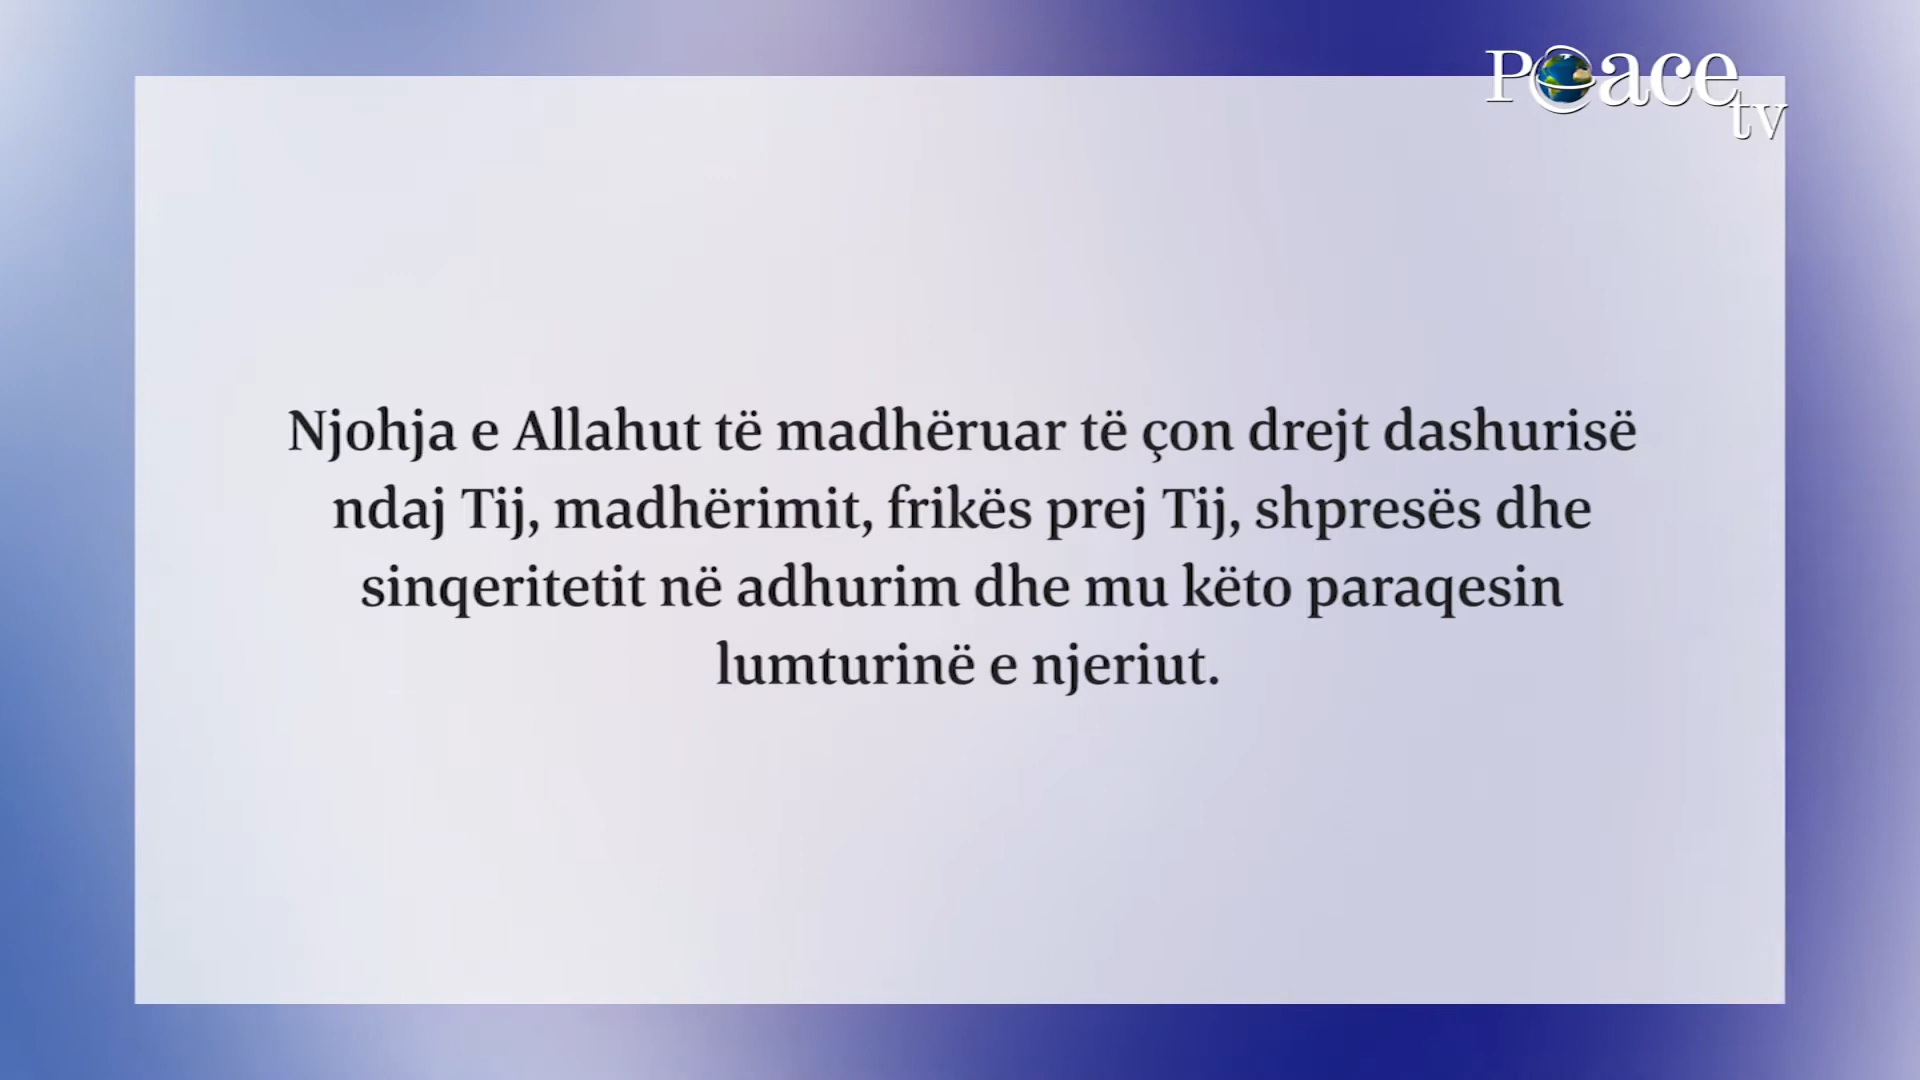 Peace tv
Njohja e Allahut të madhëruar të çon drejt dashurisë
ndaj Tij, madhërimit, frikës prej Tij, shpresës dhe
sinqeritetit në adhurim dhe mu këto paraqesin
lumturinë e njeriut.